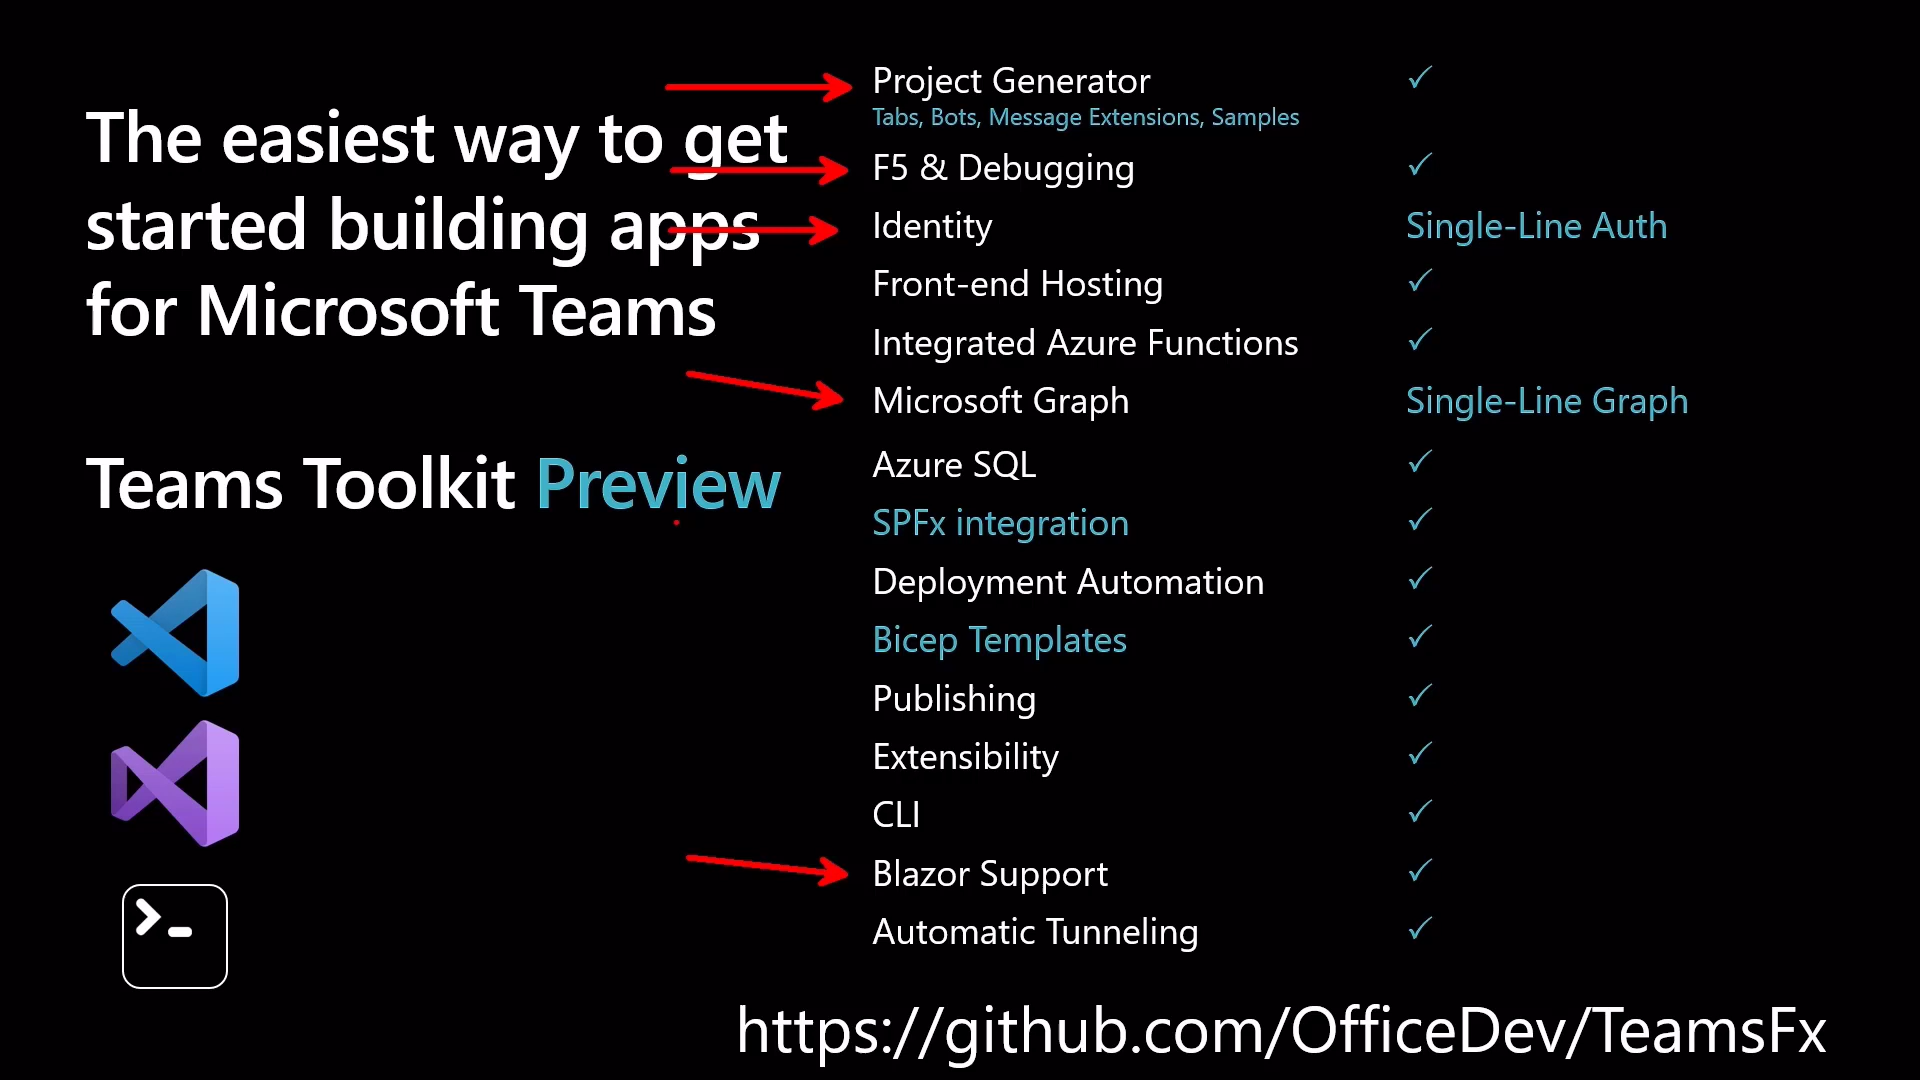 The easiest way to get
started building apps
for Microsoft Teams
Teams Toolkit Preview
Project Generator ✓
Tabs, Bots, Message Extensions, Samples
F5 & Debugging ✓
Identity Single-Line Auth
Front-end Hosting ✓
Integrated Azure Functions ✓
Microsoft Graph Single-Line Graph
Azure SQL ✓
SPFx integration ✓
Deployment Automation ✓
Bicep Templates ✓
Publishing ✓
Extensibility ✓
CLI ✓
Blazor Support ✓
Automatic Tunneling ✓
https://github.com/OfficeDev/TeamsFx